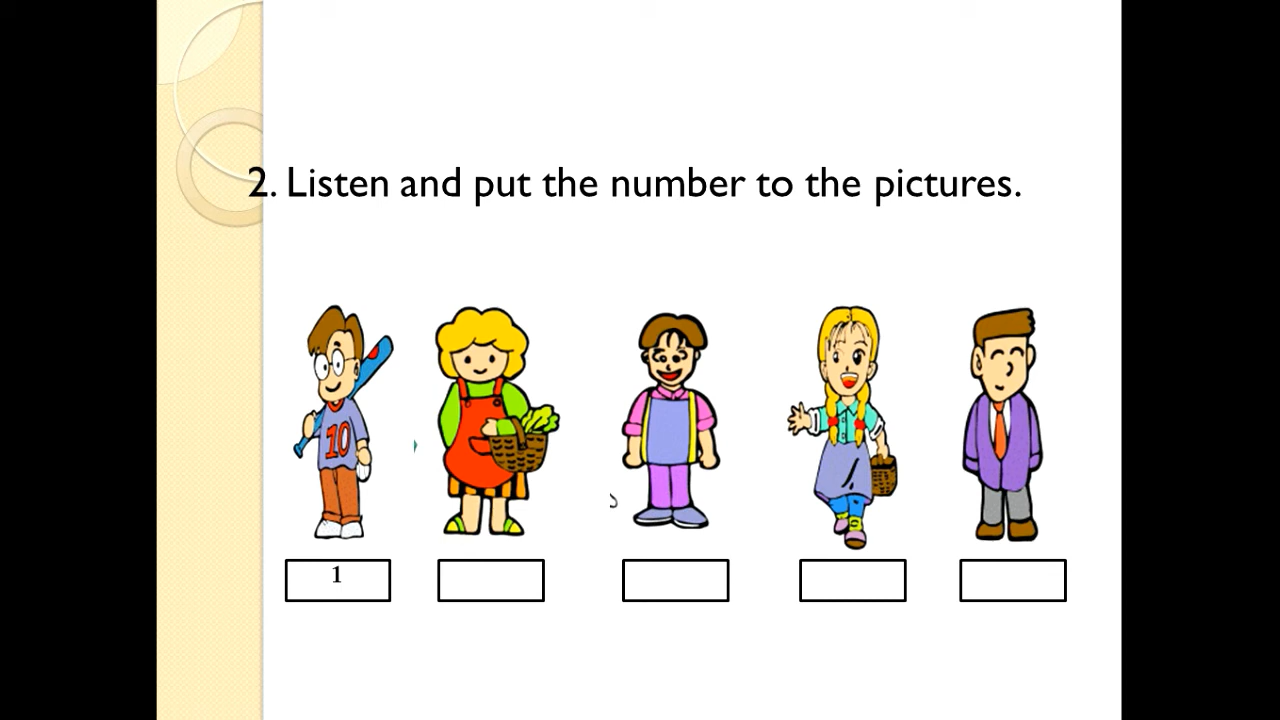 2. Listen and put the number to the pictures.
10
1